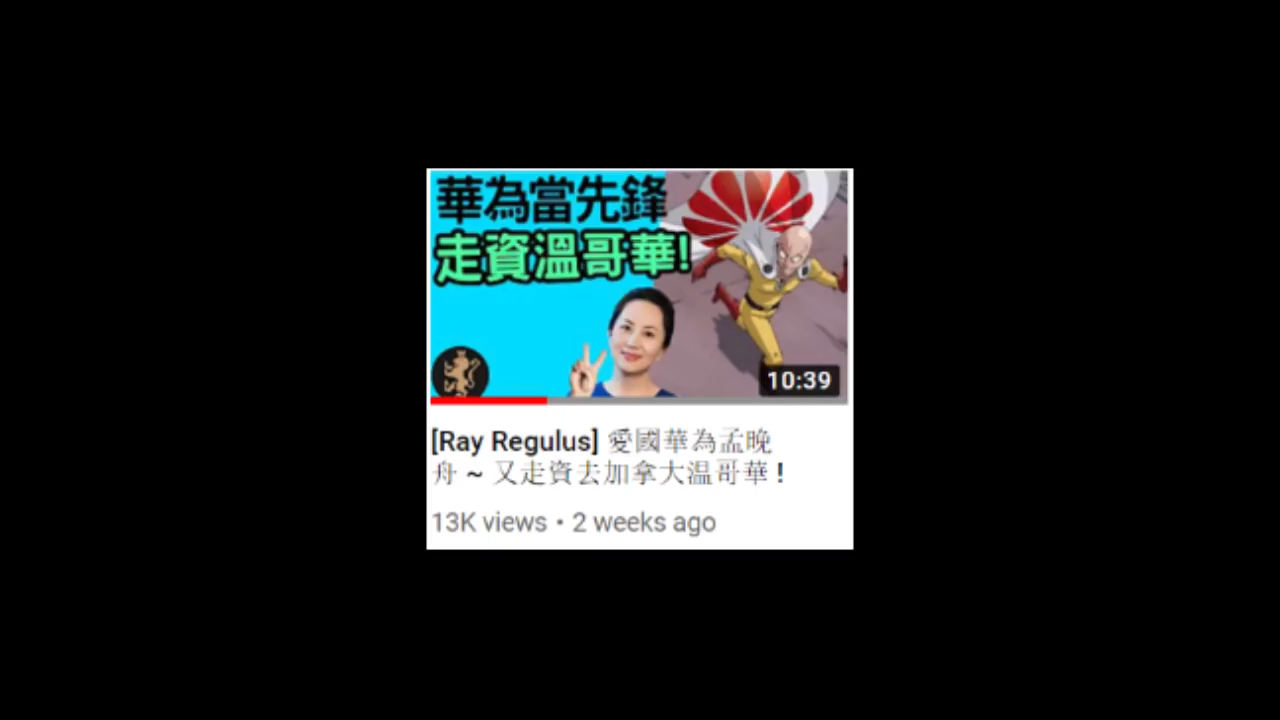 華為當先鋒
走資溫哥華!
10:39
[Ray Regulus] 愛國華為孟晚
舟 ~ 又走資去加拿大温哥華 !
13K views • 2 weeks ago